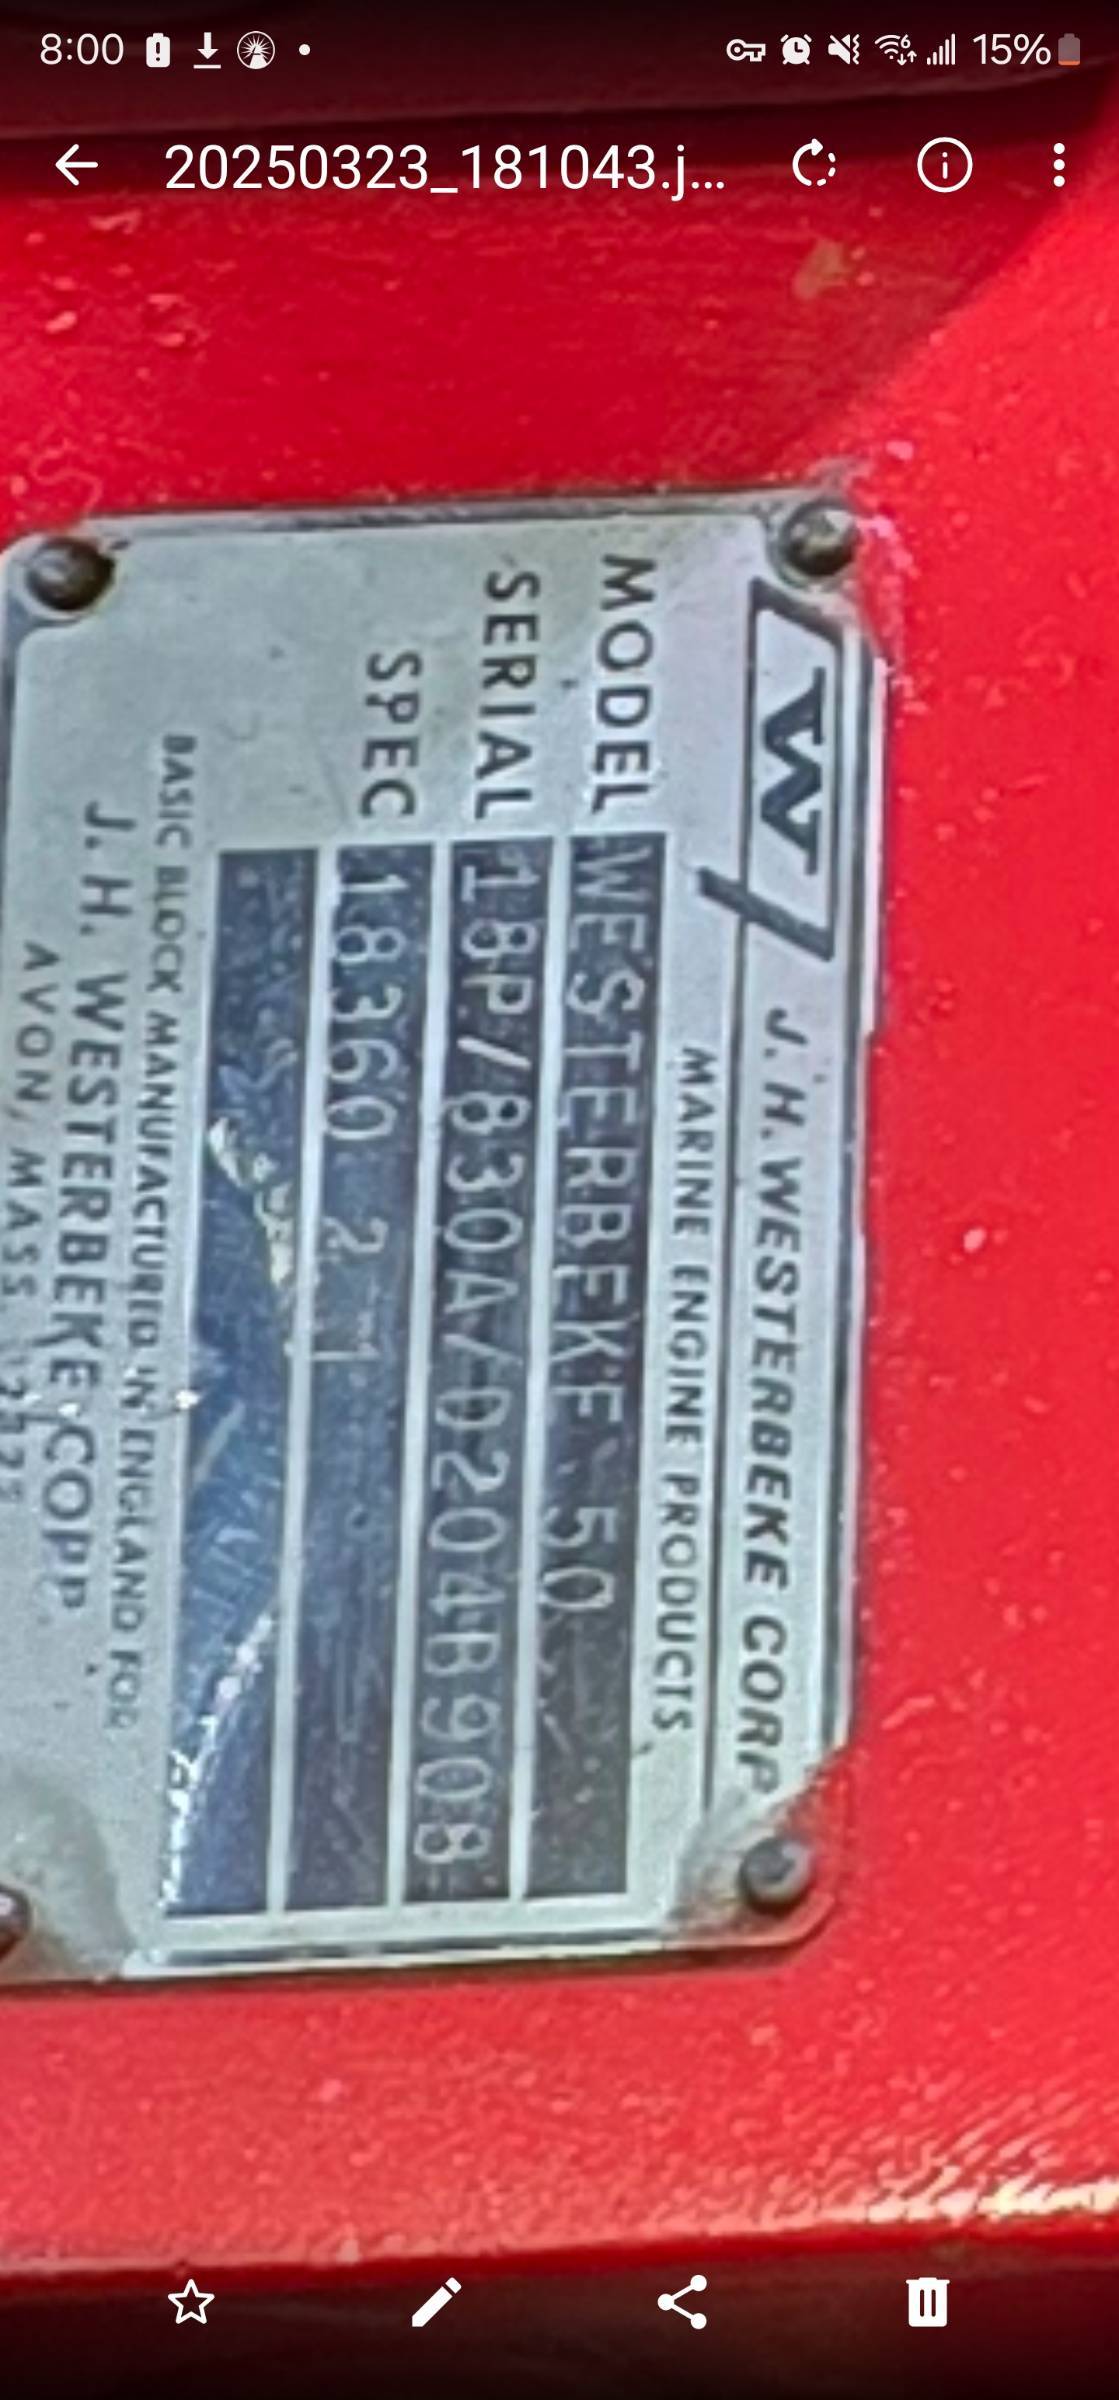 8:00
15%
20250323_181043.j...
W
J. H. WESTERBEKE CORP
MARINE ENGINE PRODUCTS
MODEL WESTERBEKE 50
SERIAL 18P/830A/0204B908
SPEC 18360 2
BASIC BLOCK MANUFACTURED IN ENGLAND FOR
J. H. WESTERBEKE CORP.
AVON, MASS.